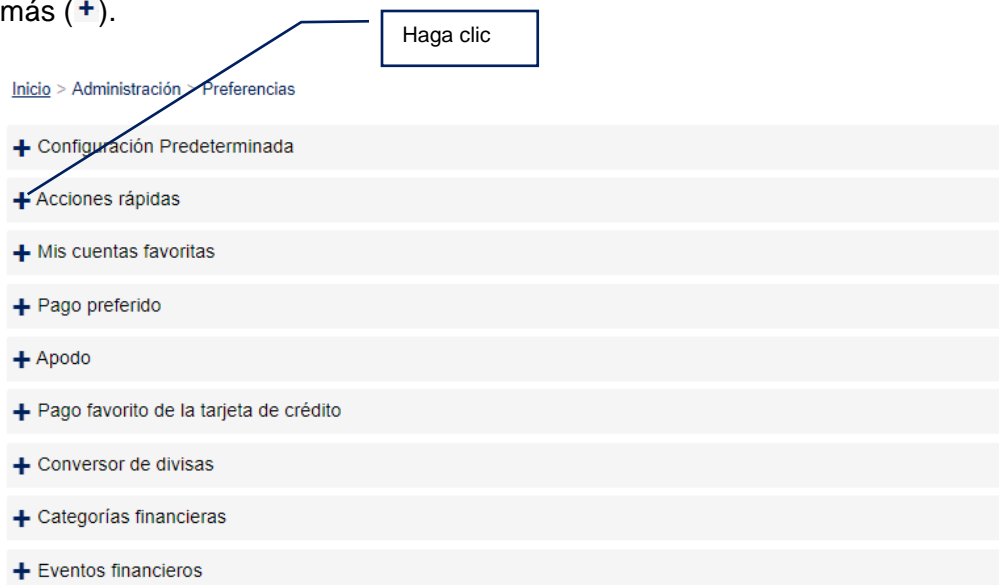 más (+).
Haga clic
Inicio > Administración > Preferencias
+ Configuración Predeterminada
+ Acciones rápidas
+ Mis cuentas favoritas
+ Pago preferido
+ Apodo
+ Pago favorito de la tarjeta de crédito
+ Conversor de divisas
+ Categorías financieras
+ Eventos financieros